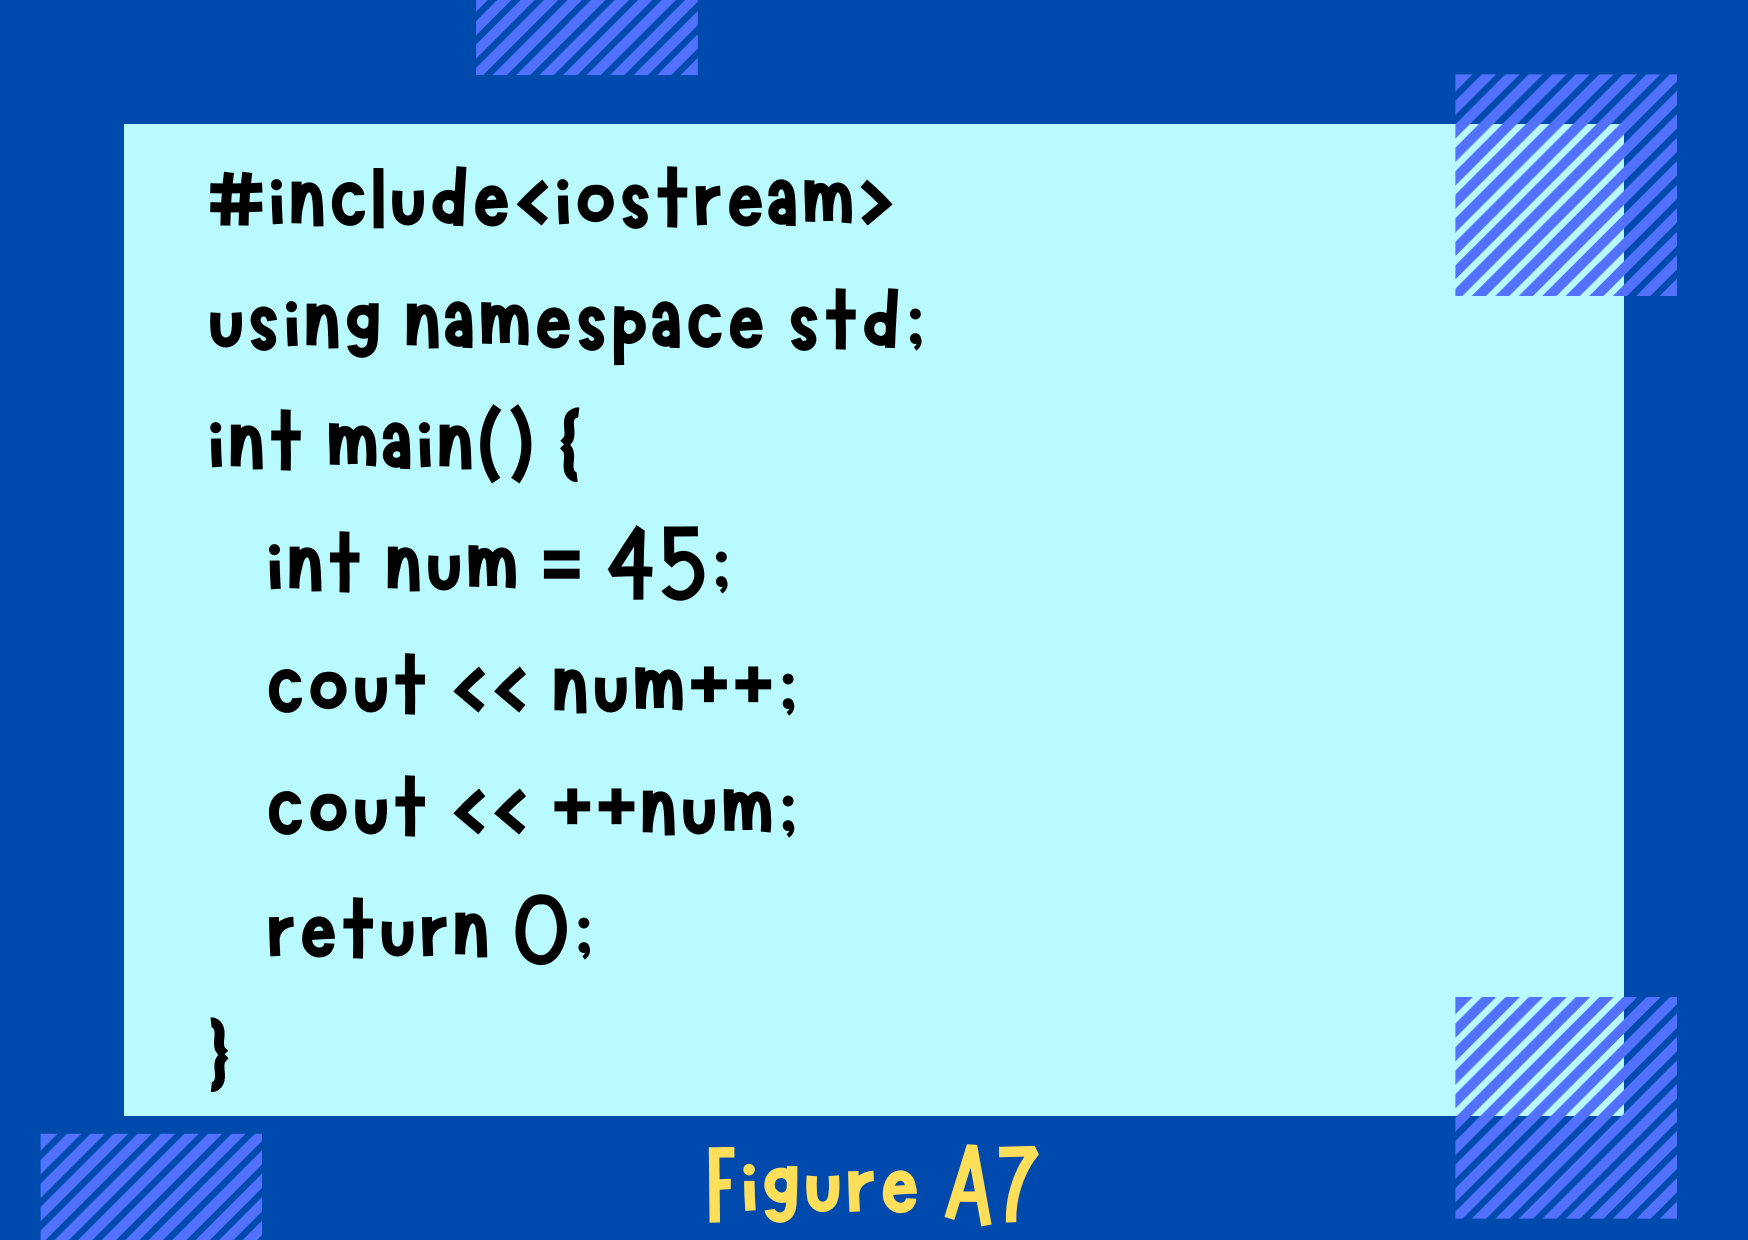 #include<iostream>
using namespace std;
int main() {
int num = 45;
cout << num++;
cout << ++num;
return 0;
}
Figure A7